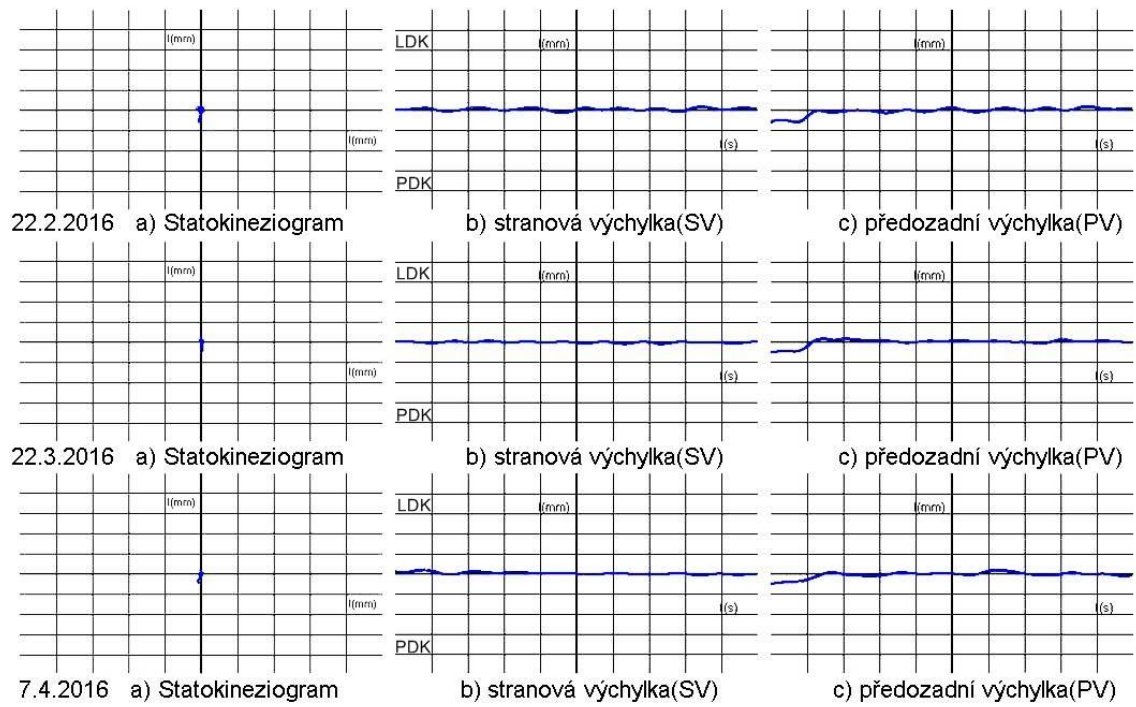 l(mm)
l(mm)
LDK
l(mm)
l(s)
PDK
l(mm)
l(s)
22.2.2016 a) Statokineziogram b) stranová výchylka(SV) c) předozadní výchylka(PV)
l(mm)
l(mm)
LDK
l(mm)
l(s)
PDK
l(mm)
l(s)
22.3.2016 a) Statokineziogram b) stranová výchylka(SV) c) předozadní výchylka(PV)
l(mm)
l(mm)
LDK
l(mm)
l(s)
PDK
l(mm)
l(s)
7.4.2016 a) Statokineziogram b) stranová výchylka(SV) c) předozadní výchylka(PV)